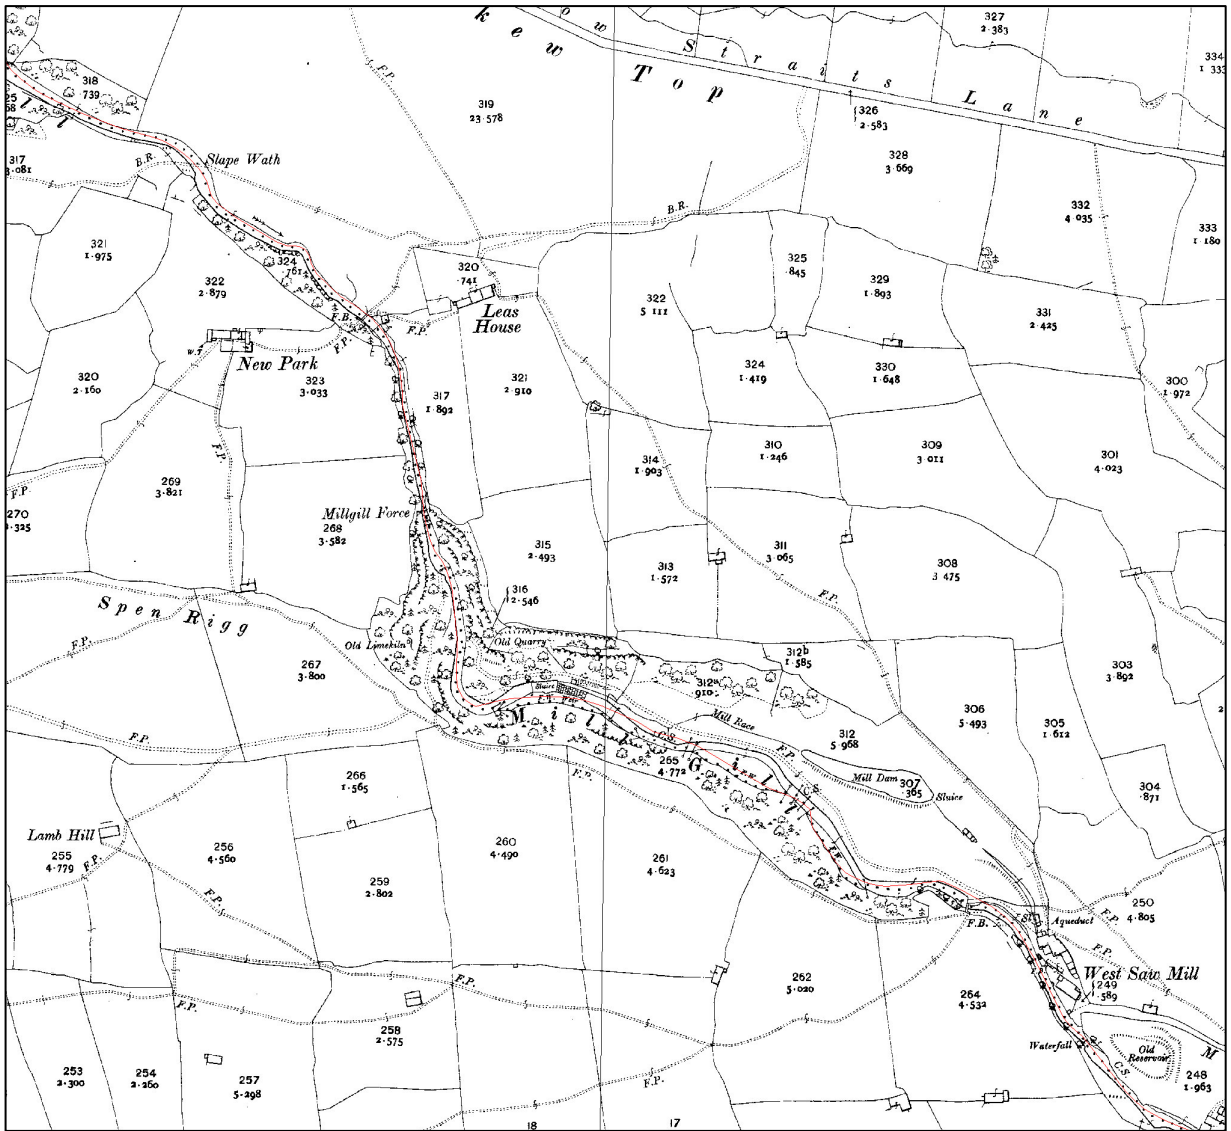 327
2·383
334
318
·739
k e w
o w
S t r a i t s L a n e
T o p
F.P.
319
23·578
326
2·583
328
3·669
332
4·035
333
1·180
317
3·081
B.R.
Slape Wath
B.R.
321
1·975
322
2·879
324
·761
320
·741
325
·845
329
1·893
322
5·111
331
2·425
Leas
House
F.B.
F.P.
F.P.
W.T
New Park
320
2·160
323
3·033
317
1·892
321
2·910
324
1·419
330
1·648
300
1·972
F.P.
F.P.
269
3·821
314
1·903
310
1·246
309
3·011
301
4·023
270
1·325
Millgill Force
268
3·582
315
2·493
311
3·065
313
1·572
308
3·475
316
2·546
F.P.
Spen Rigg
F.P.
Old Limekiln
Old Quarry
267
3·800
312b
1·585
312a
·910
303
3·892
Sluice
F.W.
Weir
M i l l G i l l
Mill Race
C.S.
F.P.
F.P.
312
5·968
306
5·493
305
1·612
265
4·772
F.W.
F.P.
266
1·565
Mill Dam
307
·365
Sluice
304
·871
C.S.
Lamb Hill
255
4·779
F.P.
256
4·560
260
4·490
261
4·623
259
2·802
F.P.
F.W.
250
4·805
F.P.
F.B.
S.
Aqueduct
F.P.
West Saw Mill
249
·589
F.P.
F.P.
262
5·020
264
4·532
258
2·575
Waterfall
Old
Reservoir
M
C.S.
248
1·963
253
2·300
254
2·260
257
5·298
F.P.
18
17